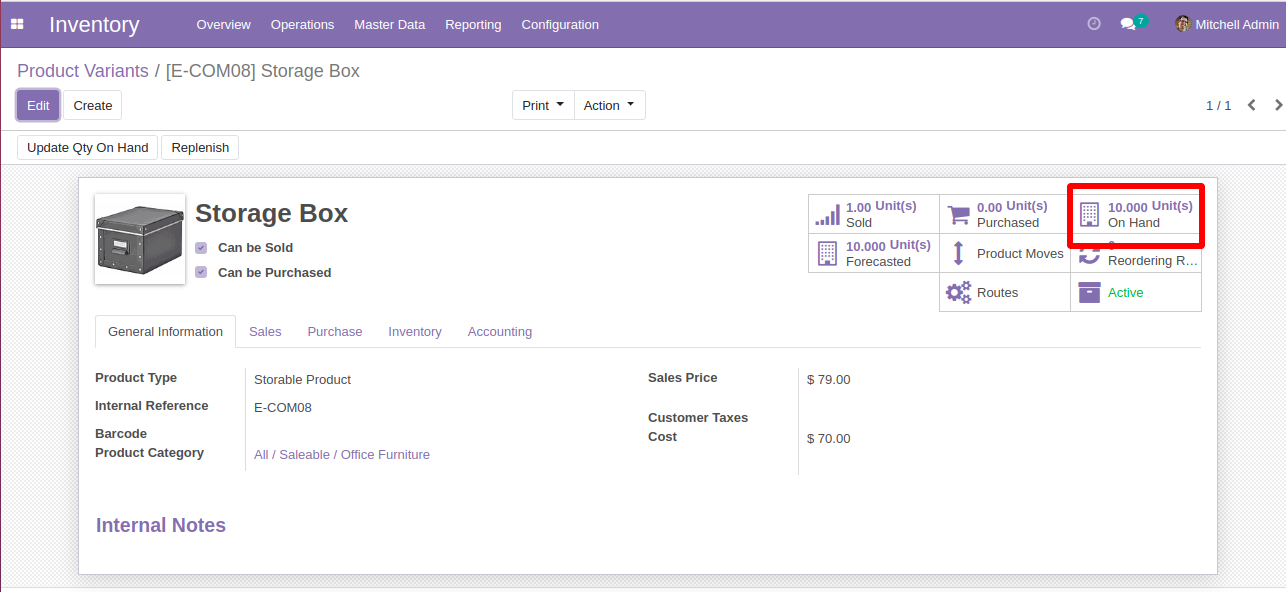 Inventory Overview Operations Master Data Reporting Configuration 7 Mitchell Admin
Product Variants / [E-COM08] Storage Box
Edit Create Print Action 1 / 1
Update Qty On Hand Replenish
Storage Box
Can be Sold
Can be Purchased
1.00 Unit(s)
Sold
0.00 Unit(s)
Purchased
10.000 Unit(s)
On Hand
10.000 Unit(s)
Forecasted
Product Moves
Reordering R...
Routes
Active
General Information Sales Purchase Inventory Accounting
Product Type Storable Product
Internal Reference E-COM08
Barcode
Product Category All / Saleable / Office Furniture
Sales Price $ 79.00
Customer Taxes
Cost $ 70.00
Internal Notes